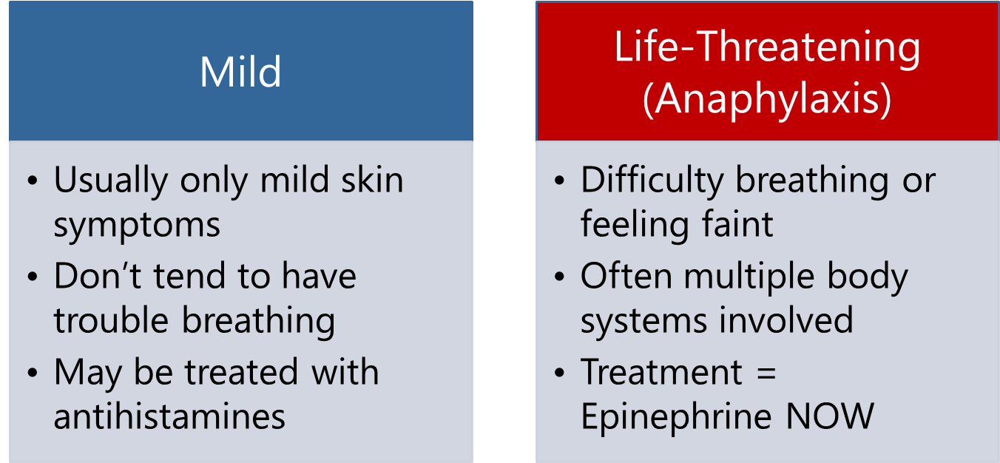 Mild
• Usually only mild skin
symptoms
• Don’t tend to have
trouble breathing
• May be treated with
antihistamines
Life-Threatening
(Anaphylaxis)
• Difficulty breathing or
feeling faint
• Often multiple body
systems involved
• Treatment =
Epinephrine NOW